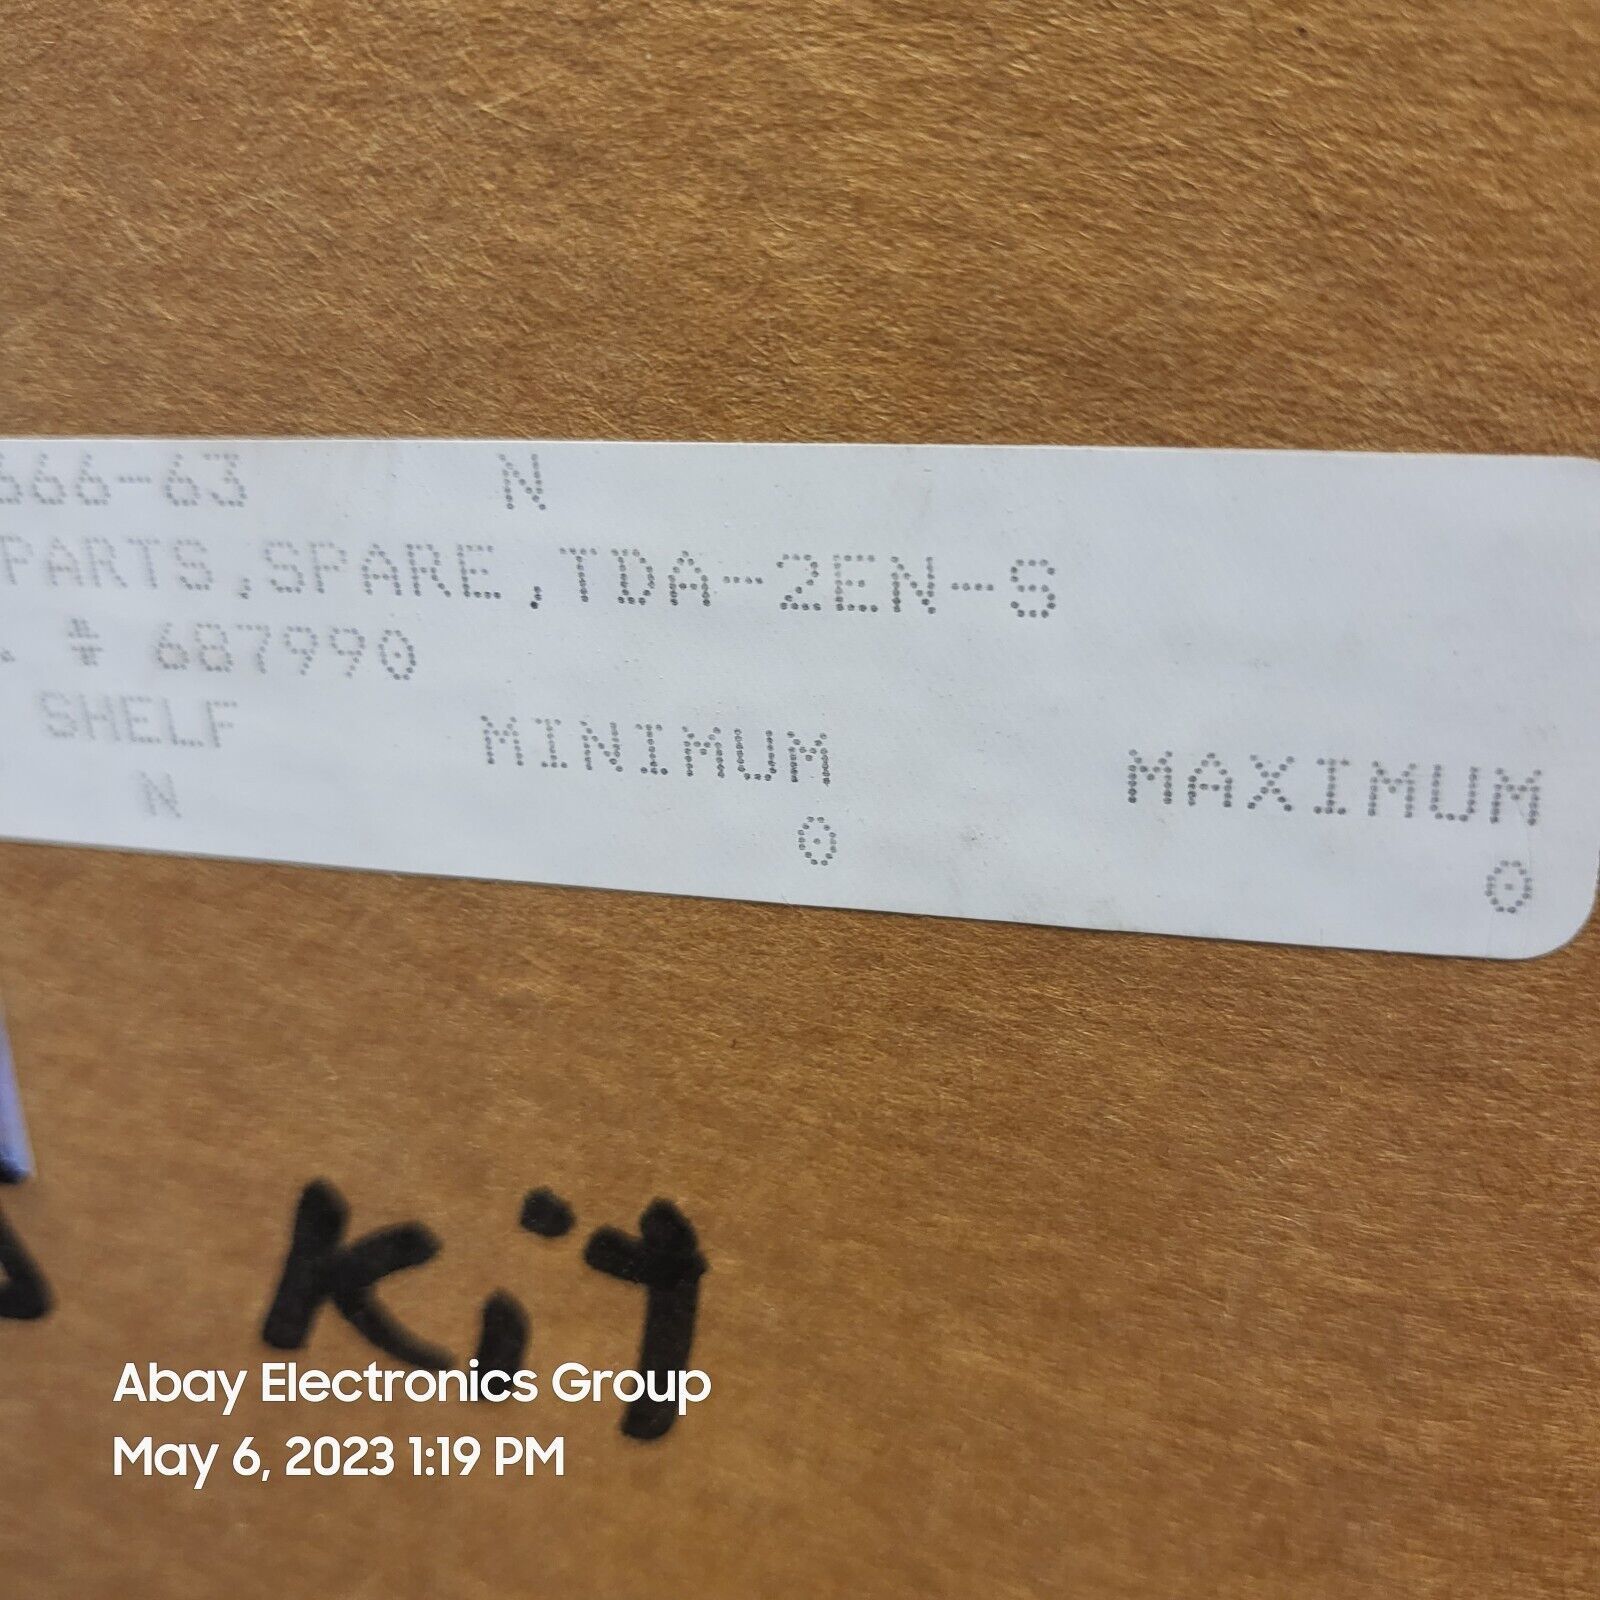 666-63 N
PARTS,SPARE,TDA-2EN-S
. # 687990
SHELF MINIMUM MAXIMUM
N 0 0
Kit
Abay Electronics Group
May 6, 2023 1:19 PM